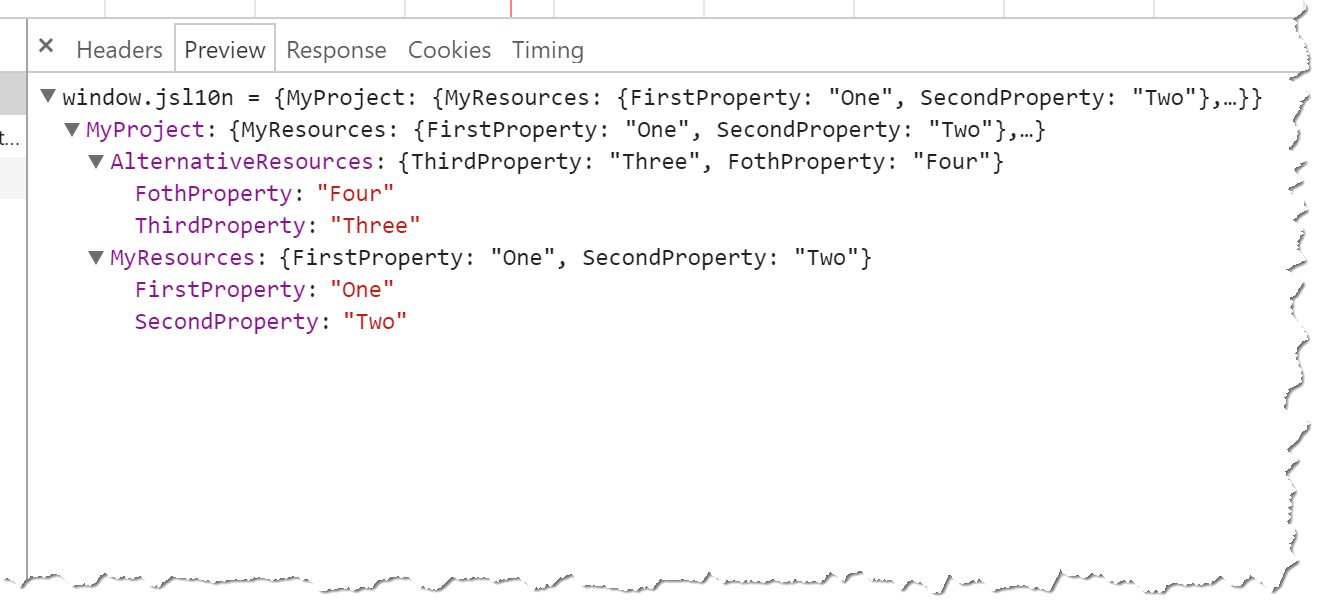 × Headers Preview Response Cookies Timing
▼ window.jsl10n = {MyProject: {MyResources: {FirstProperty: "One", SecondProperty: "Two"},…}}
t...
▼ MyProject: {MyResources: {FirstProperty: "One", SecondProperty: "Two"},…}
▼ AlternativeResources: {ThirdProperty: "Three", FothProperty: "Four"}
FothProperty: "Four"
ThirdProperty: "Three"
▼ MyResources: {FirstProperty: "One", SecondProperty: "Two"}
FirstProperty: "One"
SecondProperty: "Two"